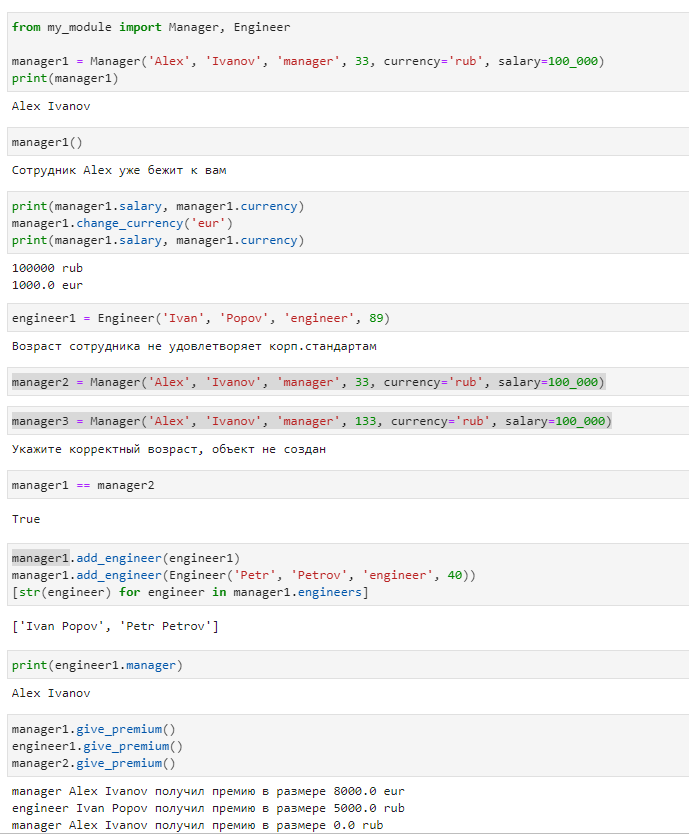 from my_module import Manager, Engineer
manager1 = Manager('Alex', 'Ivanov', 'manager', 33, currency='rub', salary=100_000)
print(manager1)
Alex Ivanov
manager1()
Сотрудник Alex уже бежит к вам
print(manager1.salary, manager1.currency)
manager1.change_currency('eur')
print(manager1.salary, manager1.currency)
100000 rub
1000.0 eur
engineer1 = Engineer('Ivan', 'Popov', 'engineer', 89)
Возраст сотрудника не удовлетворяет корп.стандартам
manager2 = Manager('Alex', 'Ivanov', 'manager', 33, currency='rub', salary=100_000)
manager3 = Manager('Alex', 'Ivanov', 'manager', 133, currency='rub', salary=100_000)
Укажите корректный возраст, объект не создан
manager1 == manager2
True
manager1.add_engineer(engineer1)
manager1.add_engineer(Engineer('Petr', 'Petrov', 'engineer', 40))
[str(engineer) for engineer in manager1.engineers]
['Ivan Popov', 'Petr Petrov']
print(engineer1.manager)
Alex Ivanov
manager1.give_premium()
engineer1.give_premium()
manager2.give_premium()
manager Alex Ivanov получил премию в размере 8000.0 eur
engineer Ivan Popov получил премию в размере 5000.0 rub
manager Alex Ivanov получил премию в размере 0.0 rub